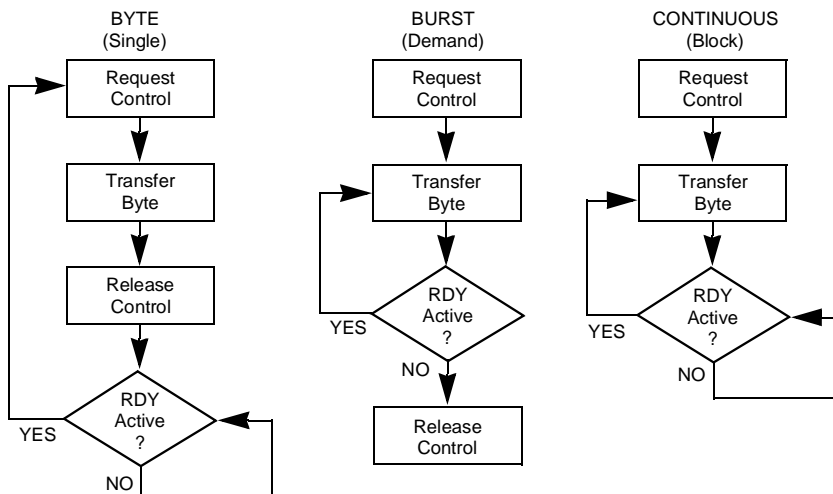 BYTE
(Single)
Request
Control
Transfer
Byte
Release
Control
RDY
Active
?
YES
NO
BURST
(Demand)
Request
Control
Transfer
Byte
RDY
Active
?
YES
NO
Release
Control
CONTINUOUS
(Block)
Request
Control
Transfer
Byte
RDY
Active
?
YES
NO